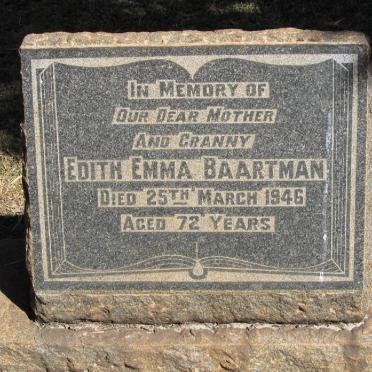 In Memory of
Our Dear Mother
And Granny
Edith Emma Baartman
Died 25th March 1946
Aged 72 Years